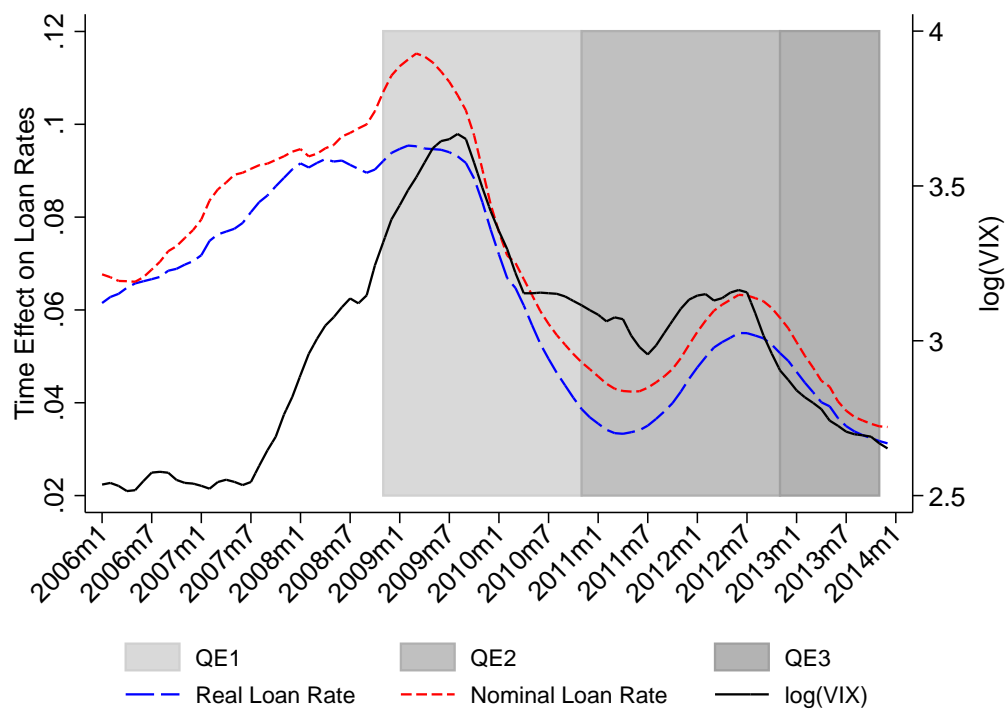 Time Effect on Loan Rates
.12
.1
.08
.06
.04
.02
4
3.5
3
2.5
log(VIX)
2006m1
2006m7
2007m1
2007m7
2008m1
2008m7
2009m1
2009m7
2010m1
2010m7
2011m1
2011m7
2012m1
2012m7
2013m1
2013m7
2014m1
QE1 QE2 QE3
Real Loan Rate Nominal Loan Rate log(VIX)